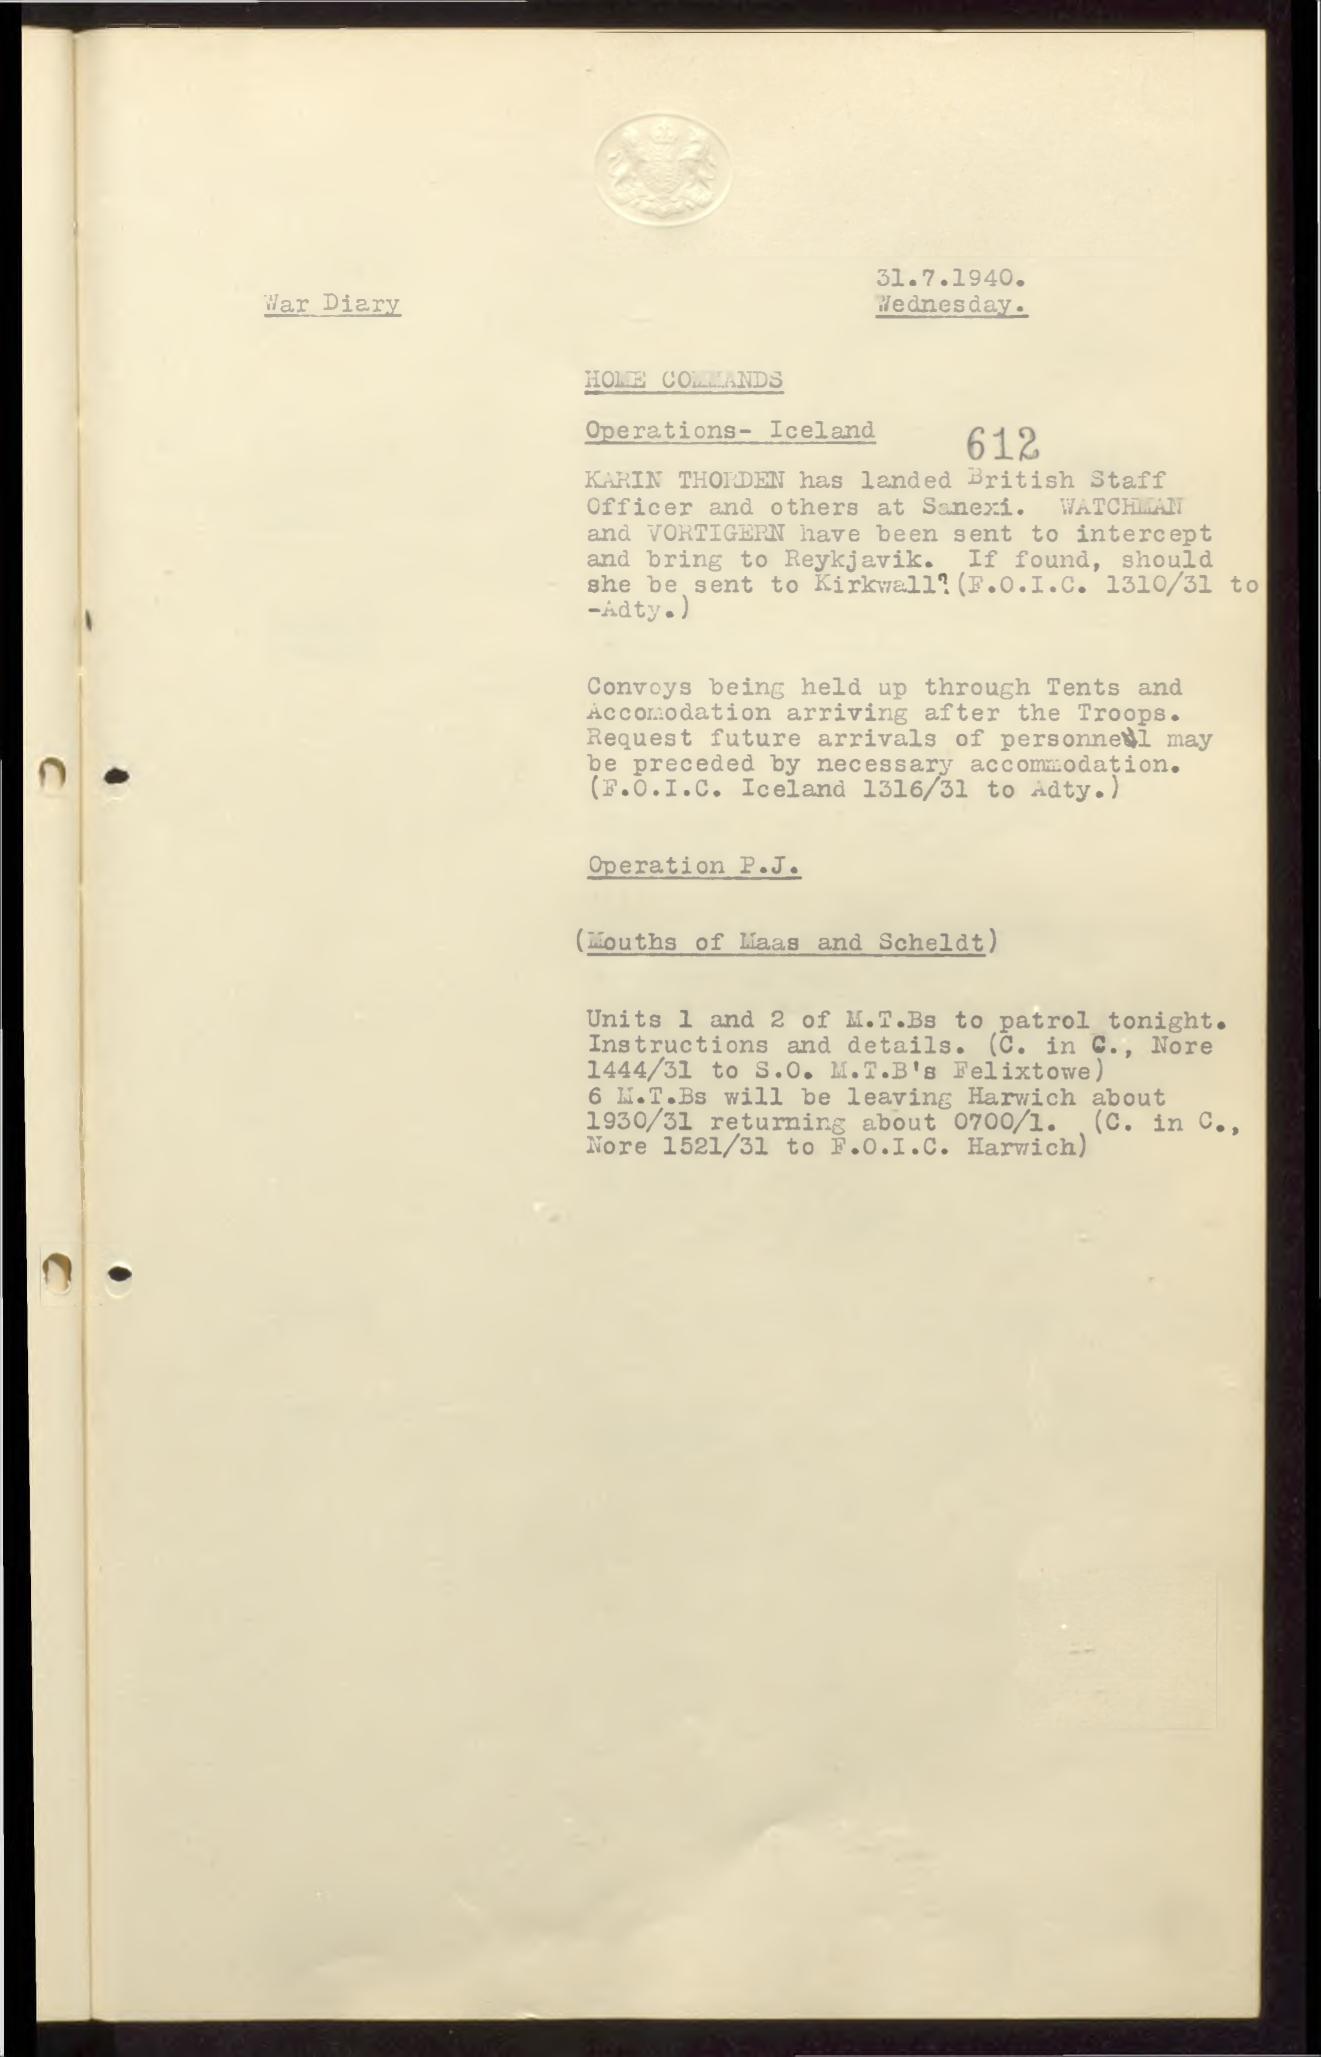 31.7.1940.
War Diary
Wednesday.
HOME COMMANDS
Operations- Iceland
612
KARIN THORDEN has landed British Staff
Officer and others at Sanexi. WATCHMAN
and VORTIGERN have been sent to intercept
and bring to Reykjavik. If found, should
she be sent to Kirkwall? (F.O.I.C. 1310/31 to
-Adty.)
Convoys being held up through Tents and
Accomodation arriving after the Troops.
Request future arrivals of personnel may
be preceded by necessary accommodation.
(F.O.I.C. Iceland 1316/31 to Adty.)
Operation P.J.
(Mouths of Maas and Scheldt)
Units 1 and 2 of M.T.Bs to patrol tonight.
Instructions and details. (C. in C., Nore
1444/31 to S.O. M.T.B's Felixtowe)
6 M.T.Bs will be leaving Harwich about
1930/31 returning about 0700/1. (C. in C.,
Nore 1521/31 to F.O.I.C. Harwich)